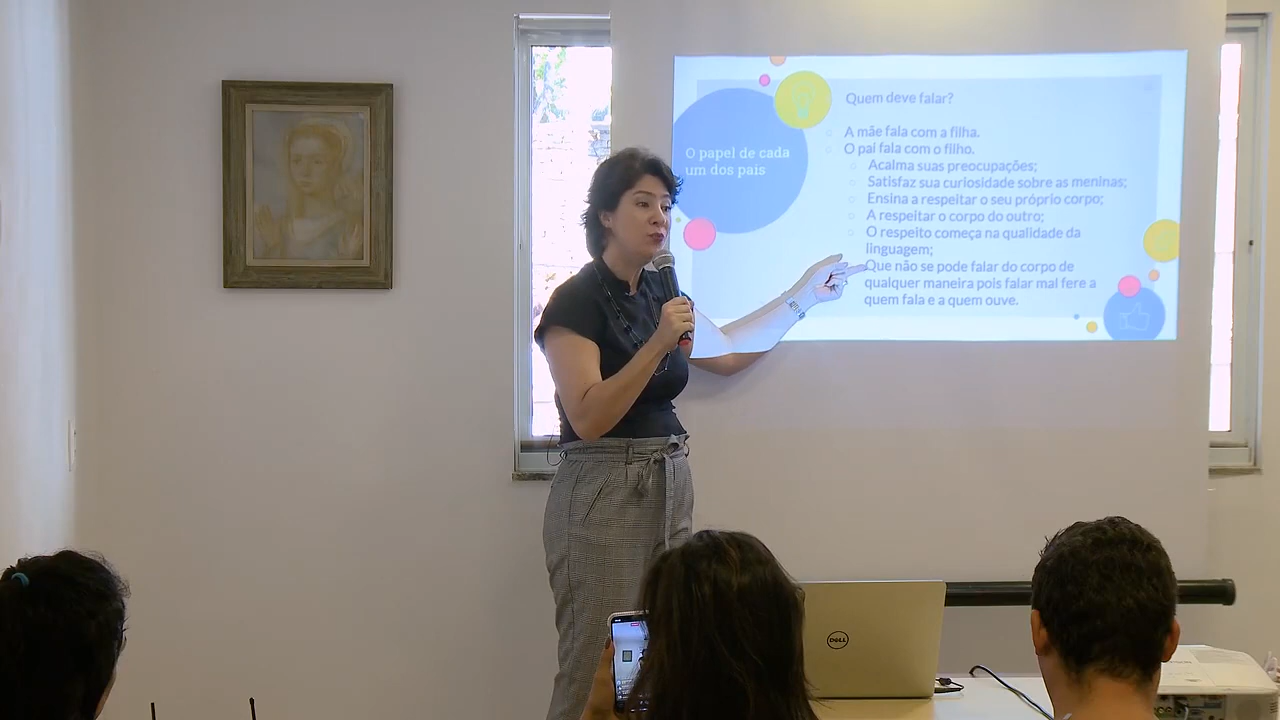 Quem deve falar?
O papel de cada
um dos pais
A mãe fala com a filha.
O pai fala com o filho.
Acalma suas preocupações;
Satisfaz sua curiosidade sobre as meninas;
Ensina a respeitar o seu próprio corpo;
A respeitar o corpo do outro;
O respeito começa na qualidade da
linguagem;
Que não se pode falar do corpo de
qualquer maneira pois falar mal fere a
quem fala e a quem ouve.
DELL